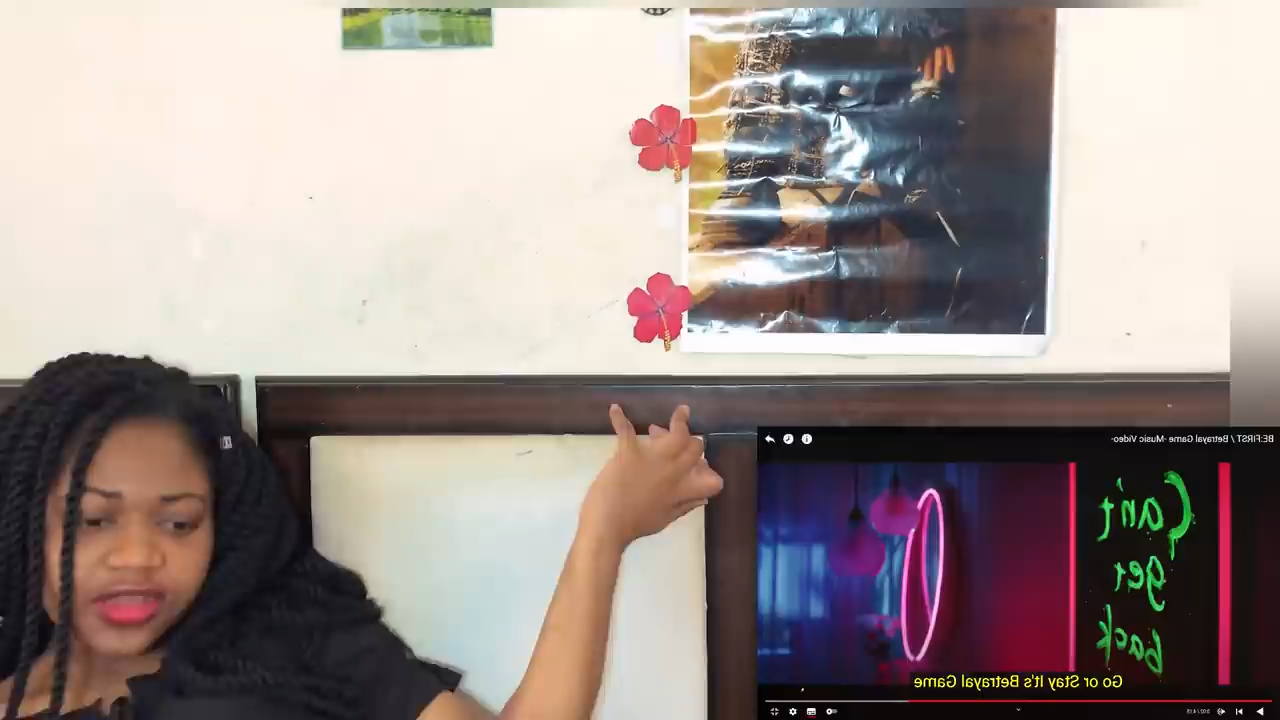 BE:FIRST / Betrayal Game -Music Video-
Can't
get
back
Go or Stay It's Betrayal Game